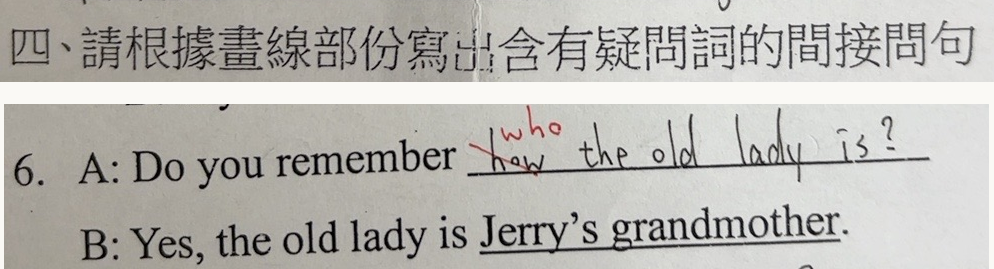 四、請根據畫線部份寫出含有疑問詞的間接問句
who
6. A: Do you remember how the old lady is?
B: Yes, the old lady is Jerry's grandmother.